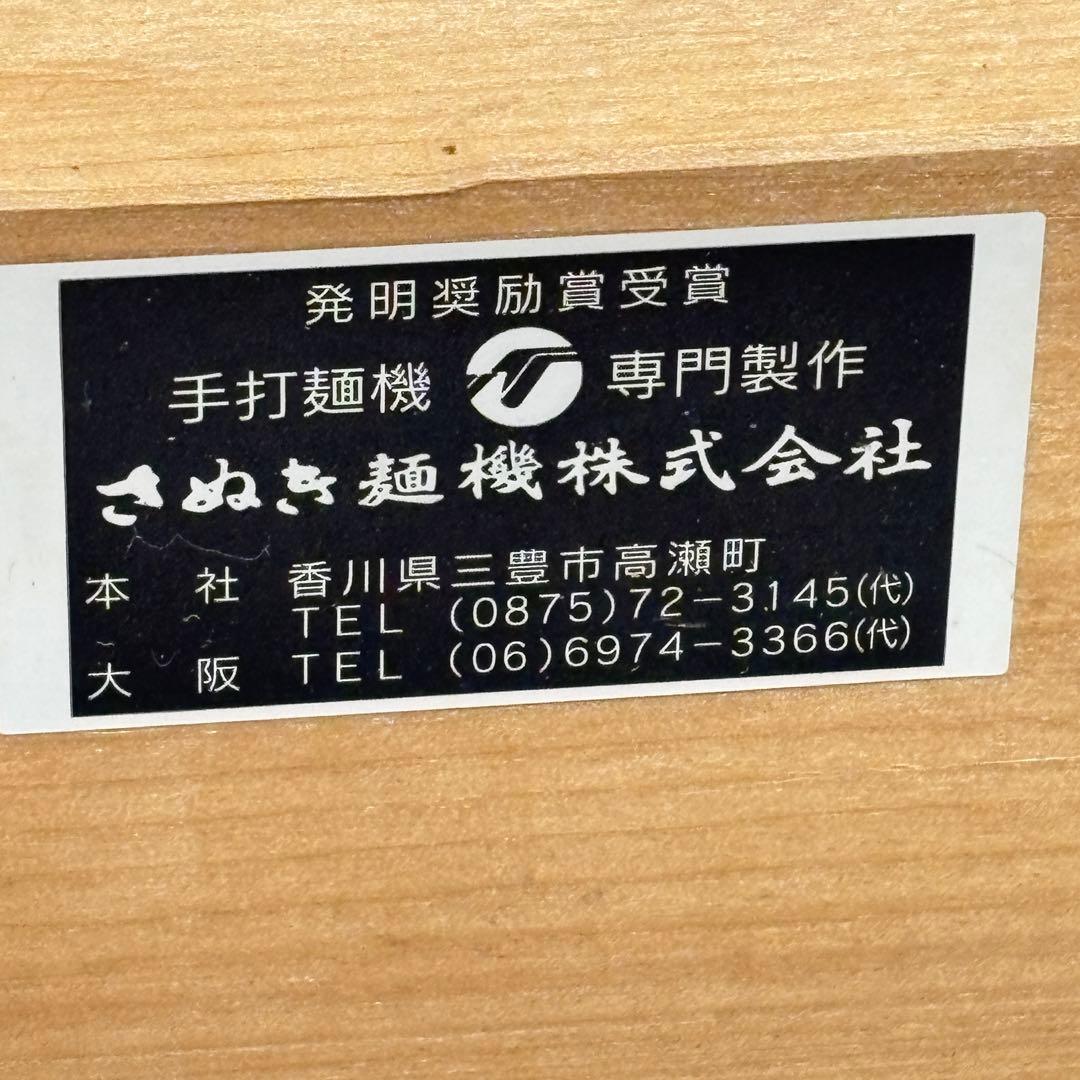 発明奨励賞受賞
手打麺機 専門製作
さぬき麺機株式会社
本 社 香川県三豊市高瀬町
TEL (0875)72-3145(代)
大 阪 TEL (06)6974-3366(代)